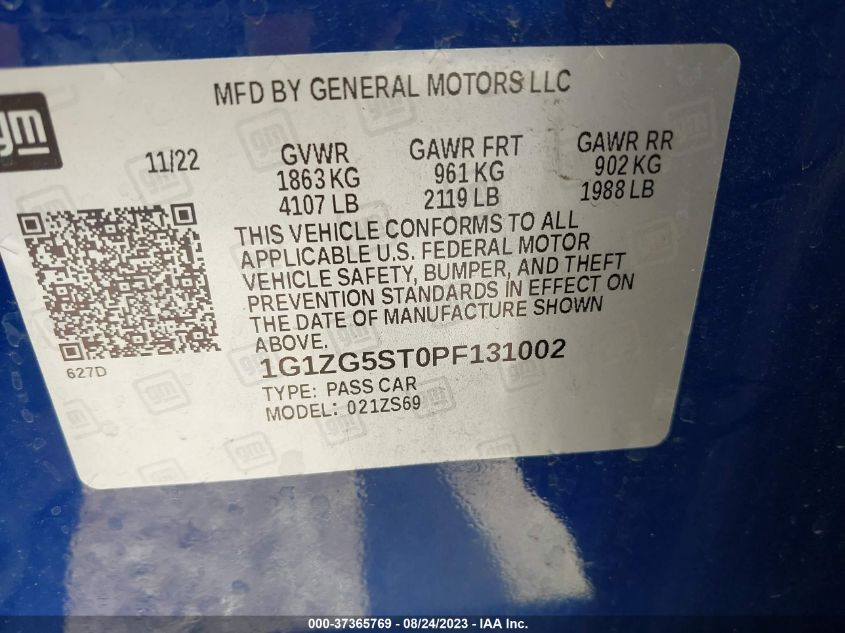 MFD BY GENERAL MOTORS LLC
gm
11/22
GVWR
1863 KG
4107 LB
GAWR FRT
961 KG
2119 LB
GAWR RR
902 KG
1988 LB
THIS VEHICLE CONFORMS TO ALL
APPLICABLE U.S. FEDERAL MOTOR
VEHICLE SAFETY, BUMPER, AND THEFT
PREVENTION STANDARDS IN EFFECT ON
THE DATE OF MANUFACTURE SHOWN
ABOVE.
627D
1G1ZG5ST0PF131002
TYPE: PASS CAR
MODEL: 021ZS69
000-37365769 - 08/24/2023 - IAA Inc.